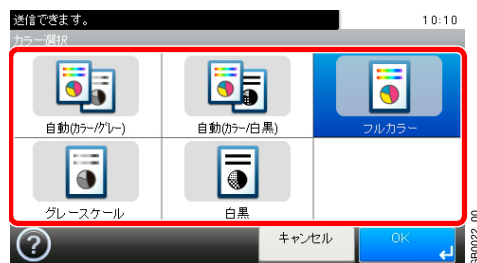 送信できます。 10:10
カラー選択
自動(カラー/グレー) 自動(カラー/白黒) フルカラー
グレースケール 白黒
? キャンセル OK
GB0022_00